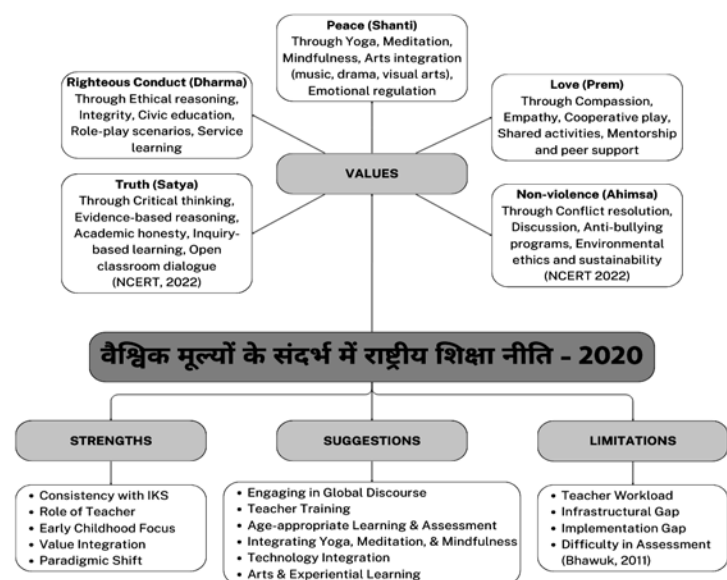 Peace (Shanti)
Through Yoga, Meditation,
Mindfulness, Arts integration
(music, drama, visual arts),
Emotional regulation
Righteous Conduct (Dharma)
Through Ethical reasoning,
Integrity, Civic education,
Role-play scenarios, Service
learning
Love (Prem)
Through Compassion,
Empathy, Cooperative play,
Shared activities, Mentorship
and peer support
VALUES
Truth (Satya)
Through Critical thinking,
Evidence-based reasoning,
Academic honesty, Inquiry-
based learning, Open
classroom dialogue
(NCERT, 2022)
Non-violence (Ahimsa)
Through Conflict resolution,
Discussion, Anti-bullying
programs, Environmental
ethics and sustainability
(NCERT 2022)
वैश्विक मूल्यों के संदर्भ में राष्ट्रीय शिक्षा नीति – 2020
STRENGTHS
• Consistency with IKS
• Role of Teacher
• Early Childhood Focus
• Value Integration
• Paradigmic Shift
SUGGESTIONS
• Engaging in Global Discourse
• Teacher Training
• Age-appropriate Learning & Assessment
• Integrating Yoga, Meditation, & Mindfulness
• Technology Integration
• Arts & Experiential Learning
LIMITATIONS
• Teacher Workload
• Infrastructural Gap
• Implementation Gap
• Difficulty in Assessment
(Bhawuk, 2011)